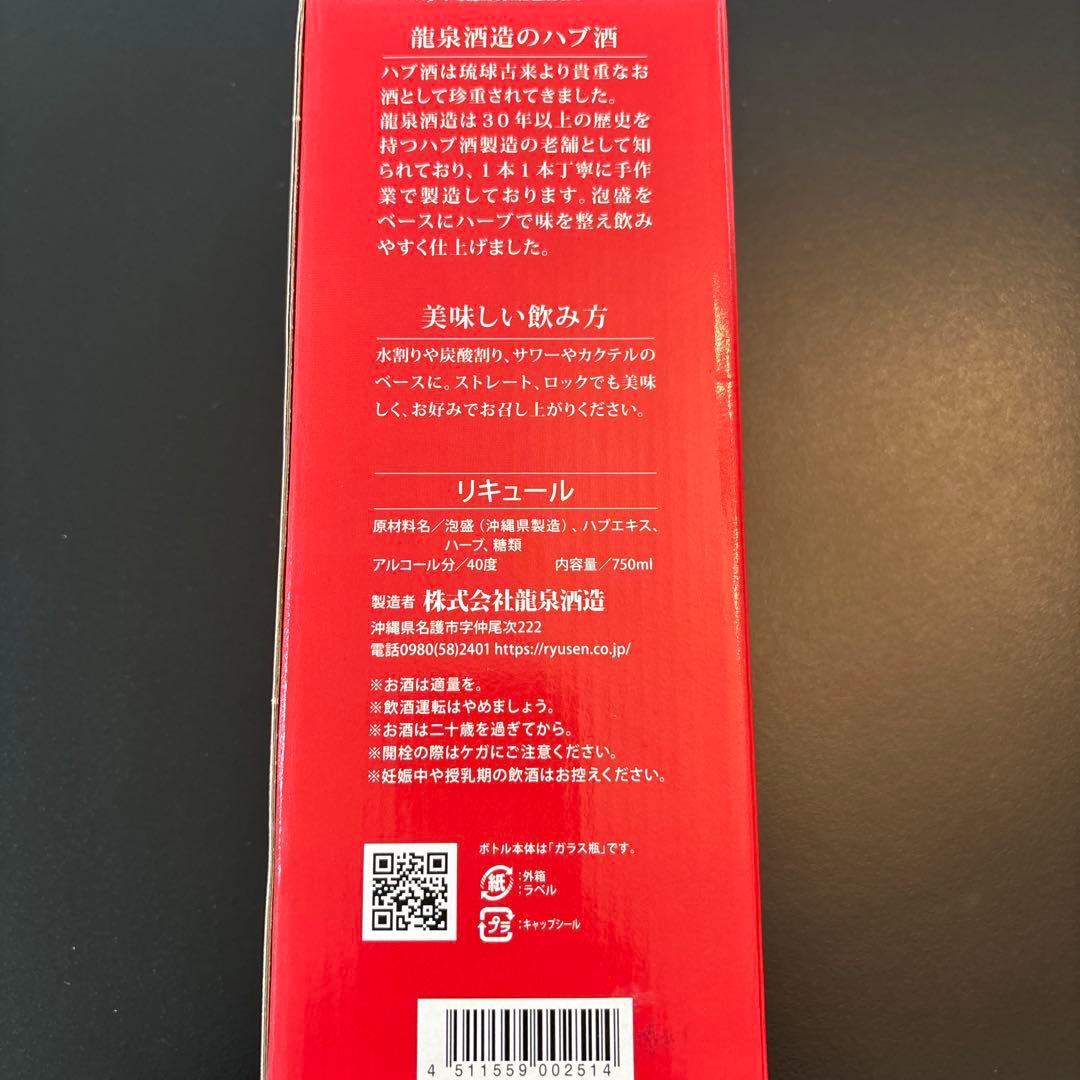 龍泉酒造のハブ酒
ハブ酒は琉球古来より貴重なお
酒として珍重されてきました。
龍泉酒造は30年以上の歴史を
持つハブ酒製造の老舗として知
られており、1本1本丁寧に手作
業で製造しております。泡盛を
ベースにハーブで味を整え飲み
やすく仕上げました。
美味しい飲み方
水割りや炭酸割り、サワーやカクテルの
ベースに。ストレート、ロックでも美味
しく、お好みでお召し上がりください。
リキュール
原材料名／泡盛（沖縄県製造）、ハブエキス、
ハーブ、糖類
アルコール分／40度 内容量／750ml
製造者 株式会社龍泉酒造
沖縄県名護市字仲尾次222
電話0980(58)2401 https://ryusen.co.jp/
※お酒は適量を。
※飲酒運転はやめましょう。
※お酒は二十歳を過ぎてから。
※開栓の際はケガにご注意ください。
※妊娠中や授乳期の飲酒はお控えください。
ボトル本体は「ガラス瓶」です。
紙 :外箱
:ラベル
プラ :キャップシール
4 511559 002514